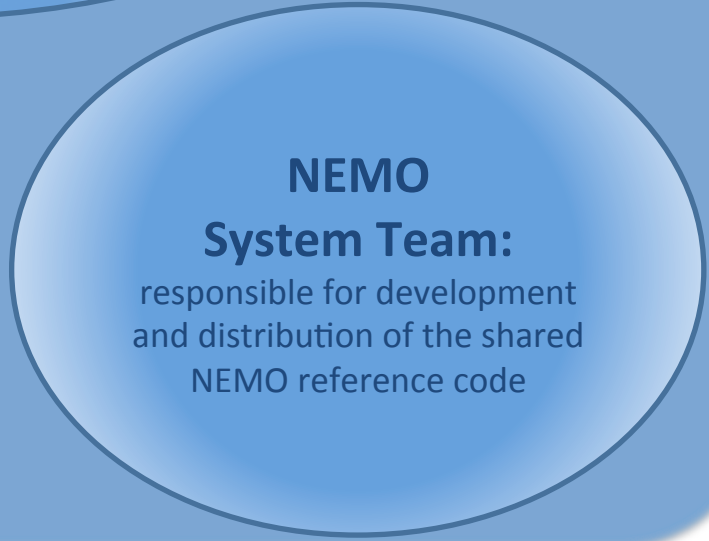 NEMO
System Team:
responsible for development
and distribution of the shared
NEMO reference code